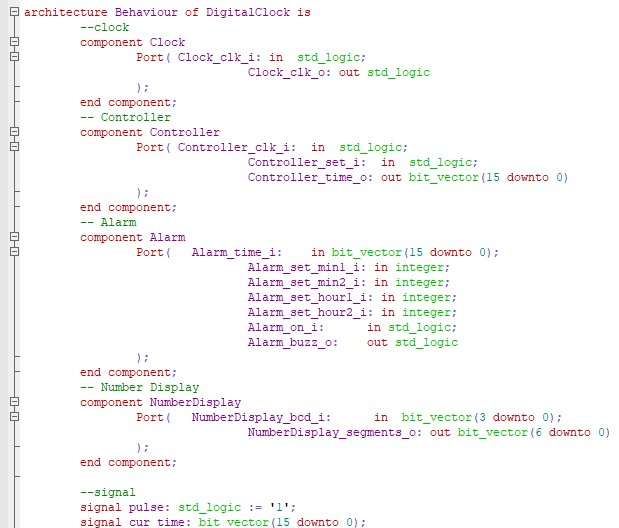 architecture Behaviour of DigitalClock is
--clock
component Clock
Port( Clock_clk_i: in std_logic;
Clock_clk_o: out std_logic
);
end component;
-- Controller
component Controller
Port( Controller_clk_i: in std_logic;
Controller_set_i: in std_logic;
Controller_time_o: out bit_vector(15 downto 0)
);
end component;
-- Alarm
component Alarm
Port( Alarm_time_i: in bit_vector(15 downto 0);
Alarm_set_min1_i: in integer;
Alarm_set_min2_i: in integer;
Alarm_set_hour1_i: in integer;
Alarm_set_hour2_i: in integer;
Alarm_on_i: in std_logic;
Alarm_buzz_o: out std_logic
);
end component;
-- Number Display
component NumberDisplay
Port( NumberDisplay_bcd_i: in bit_vector(3 downto 0);
NumberDisplay_segments_o: out bit_vector(6 downto 0)
);
end component;
--signal
signal pulse: std_logic := '1';
signal cur_time: bit_vector(15 downto 0);